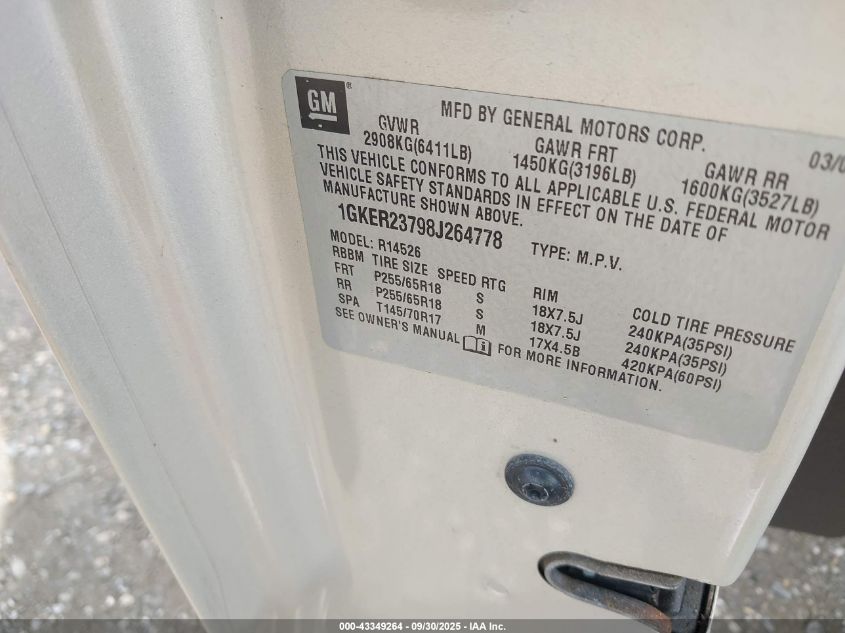 GM®
MFD BY GENERAL MOTORS CORP. 03/0
GVWR GAWR FRT GAWR RR
2908KG(6411LB) 1450KG(3196LB) 1600KG(3527LB)
THIS VEHICLE CONFORMS TO ALL APPLICABLE U.S. FEDERAL MOTOR
VEHICLE SAFETY STANDARDS IN EFFECT ON THE DATE OF
MANUFACTURE SHOWN ABOVE.
1GKER23798J264778 TYPE: M.P.V.
MODEL: R14526
RBBM TIRE SIZE SPEED RTG RIM COLD TIRE PRESSURE
FRT P255/65R18 S 18X7.5J 240KPA(35PSI)
RR P255/65R18 S 18X7.5J 240KPA(35PSI)
SPA T145/70R17 M 17X4.5B 420KPA(60PSI)
SEE OWNER'S MANUAL FOR MORE INFORMATION.
000-43349264 - 09/30/2025 - IAA Inc.